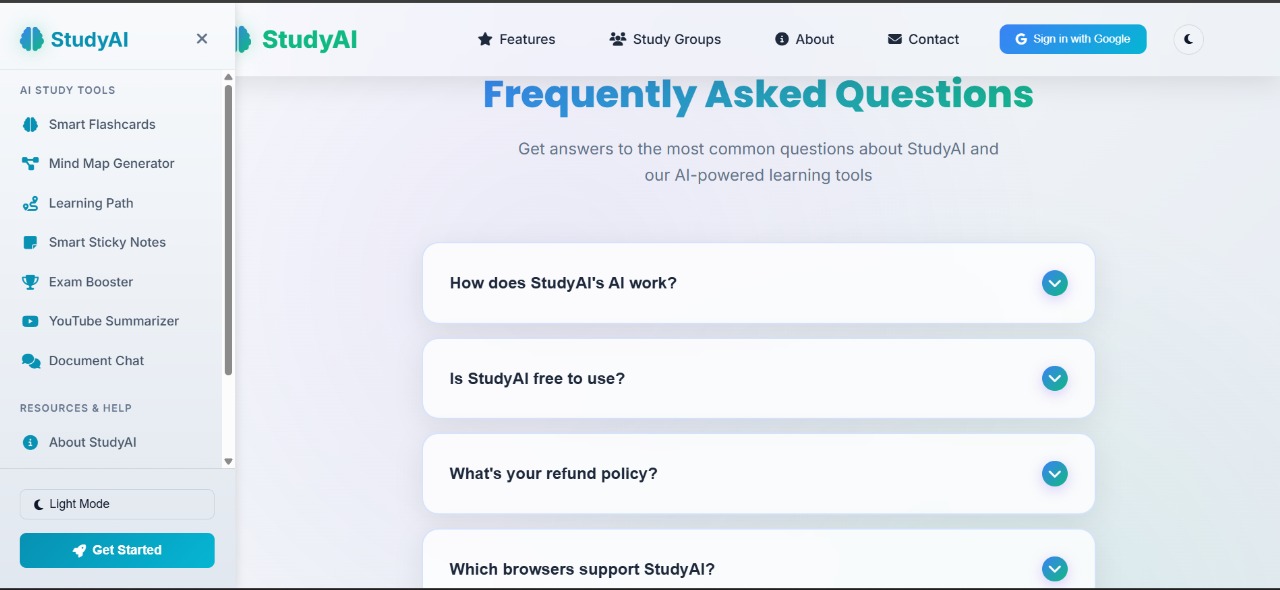 StudyAI
AI STUDY TOOLS
Smart Flashcards
Mind Map Generator
Learning Path
Smart Sticky Notes
Exam Booster
YouTube Summarizer
Document Chat
RESOURCES & HELP
About StudyAI
Light Mode
Get Started
StudyAI
Features
Study Groups
About
Contact
Sign in with Google
Frequently Asked Questions
Get answers to the most common questions about StudyAI and
our AI-powered learning tools
How does StudyAI's AI work?
Is StudyAI free to use?
What's your refund policy?
Which browsers support StudyAI?